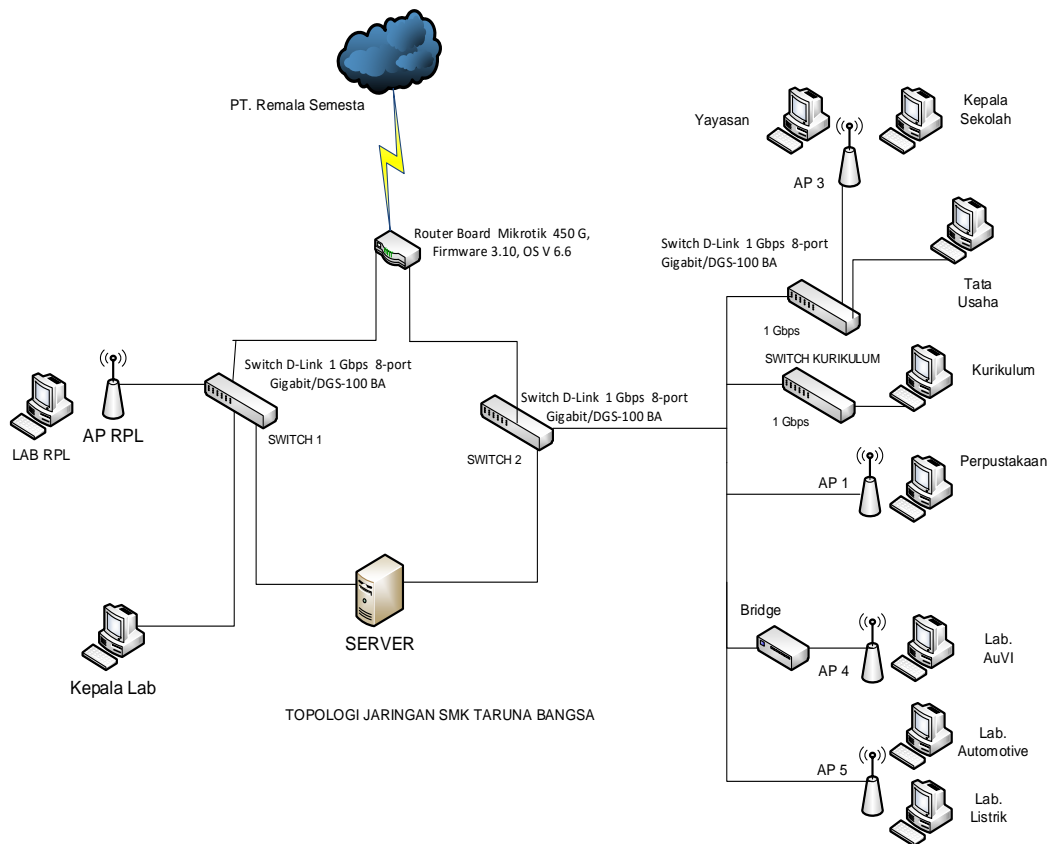 PT. Remala Semesta
Router Board Mikrotik 450 G,
Firmware 3.10, OS V 6.6
Yayasan
Kepala
Sekolah
AP 3
Switch D-Link 1 Gbps 8-port
Gigabit/DGS-100 BA
Tata
Usaha
1 Gbps
SWITCH KURIKULUM
Kurikulum
1 Gbps
Switch D-Link 1 Gbps 8-port
Gigabit/DGS-100 BA
SWITCH 1
AP RPL
LAB RPL
Switch D-Link 1 Gbps 8-port
Gigabit/DGS-100 BA
SWITCH 2
AP 1
Perpustakaan
SERVER
Kepala Lab
Bridge
AP 4
Lab.
AuVI
TOPOLOGI JARINGAN SMK TARUNA BANGSA
Lab.
Automotive
AP 5
Lab.
Listrik